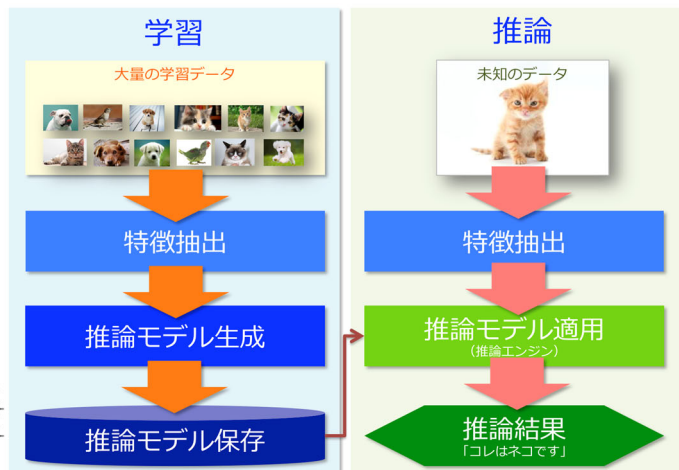 学習
大量の学習データ
特徴抽出
推論モデル生成
推論モデル保存
推論
未知のデータ
特徴抽出
推論モデル適用
（推論エンジン）
推論結果
「コレはネコです」